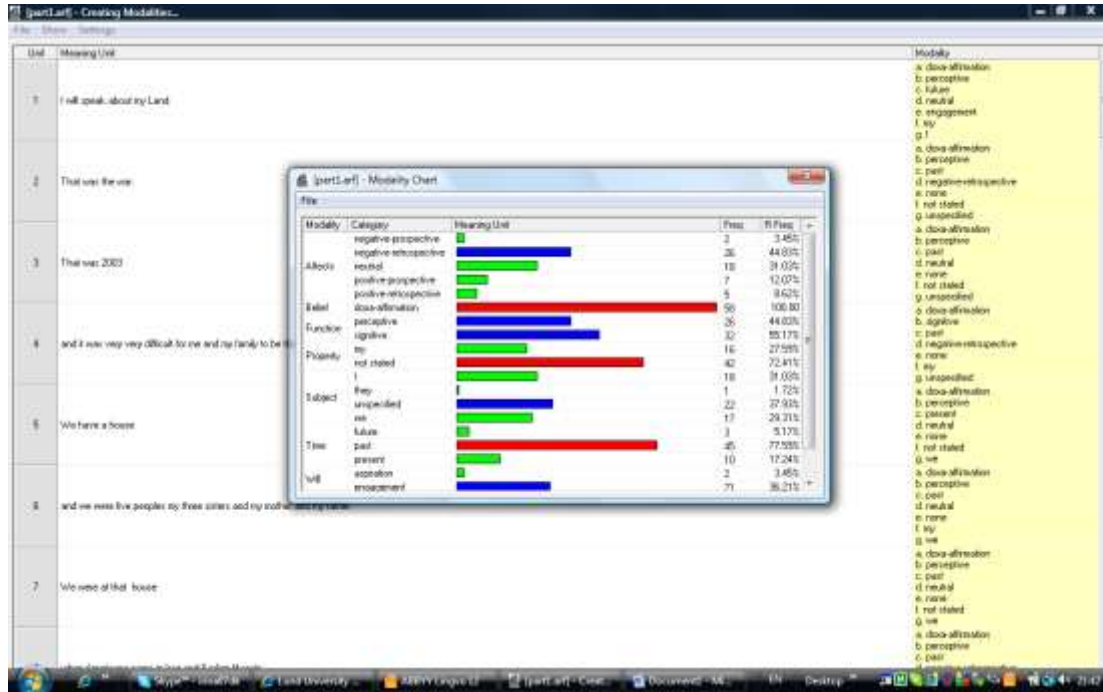 [part1.arf] - Creating Modalities...
File Show Settings
Unit Meaning Unit Modality
1 I will speak about my Land
a. doxa-affirmation
b. perceptive
c. future
d. neutral
e. engagement
f. my
g. I
2 That was the war
a. doxa-affirmation
b. perceptive
c. past
d. negative-retrospective
e. none
f. not stated
g. unspecified
3 That was 2003
a. doxa-affirmation
b. perceptive
c. past
d. neutral
e. none
f. not stated
g. unspecified
4 and it was very very difficult for me and my family to be
a. doxa-affirmation
b. signitive
c. past
d. negative-retrospective
e. none
f. my
g. unspecified
5 We have a house
a. doxa-affirmation
b. perceptive
c. present
d. neutral
e. none
f. not stated
g. we
6 and we were five peoples my three sisters and my mother and my father
a. doxa-affirmation
b. perceptive
c. past
d. neutral
e. none
f. my
g. we
7 We were at that house
a. doxa-affirmation
b. perceptive
c. past
d. neutral
e. none
f. not stated
g. we
a. doxa-affirmation
b. perceptive
c. past
[part1.arf] - Modality Chart
File
Modality Category Meaning Unit Freq R Freq
negative-prospective 2 3.45%
negative-retrospective 26 44.83%
Affects neutral 18 31.03%
positive-prospective 7 12.07%
positive-retrospective 5 8.62%
Belief doxa-affirmation 58 100.00
Function perceptive 26 44.83%
signitive 32 55.17%
Property my 16 27.59%
not stated 42 72.41%
Subject I 18 31.03%
they 1 1.72%
unspecified 22 37.93%
we 17 29.31%
Time future 3 5.17%
past 45 77.59%
present 10 17.24%
Will aspiration 2 3.45%
engagement 21 36.21%
Skype™ - Lund University ABBYY Lingvo 12 [part1.arf] - Creat... Document1 - Mi... EN Desktop 21:42